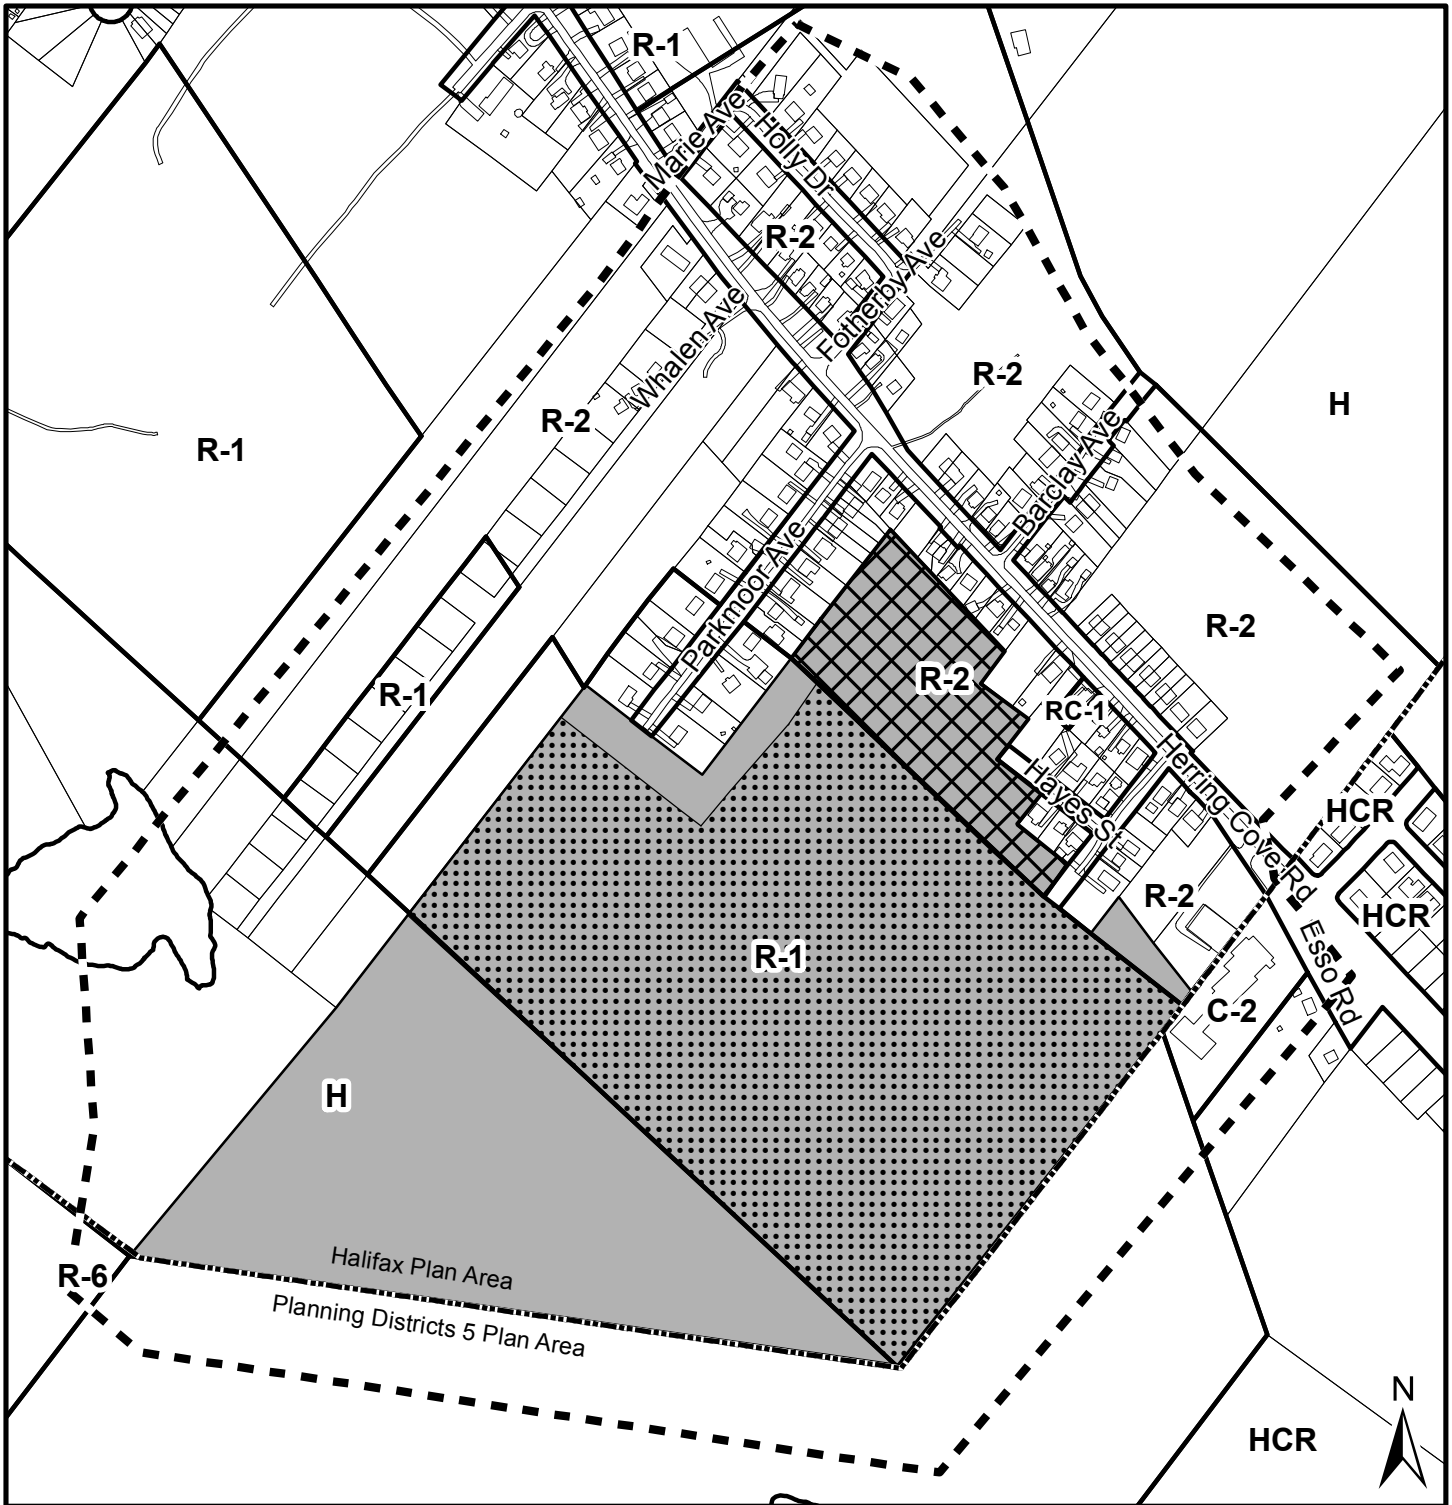 R-1
Marie Ave
Holly Dr
R-2
Fotherby Ave
Whalen Ave
R-2
H
R-2
R-1
Barclay Ave
Parkmoor Ave
R-2
R-2
R-1
RC-1
Hayes St
Herring Cove Rd
HCR
R-2
HCR
R-1
Esso Rd
C-2
H
Halifax Plan Area
R-6
Planning Districts 5 Plan Area
N
HCR